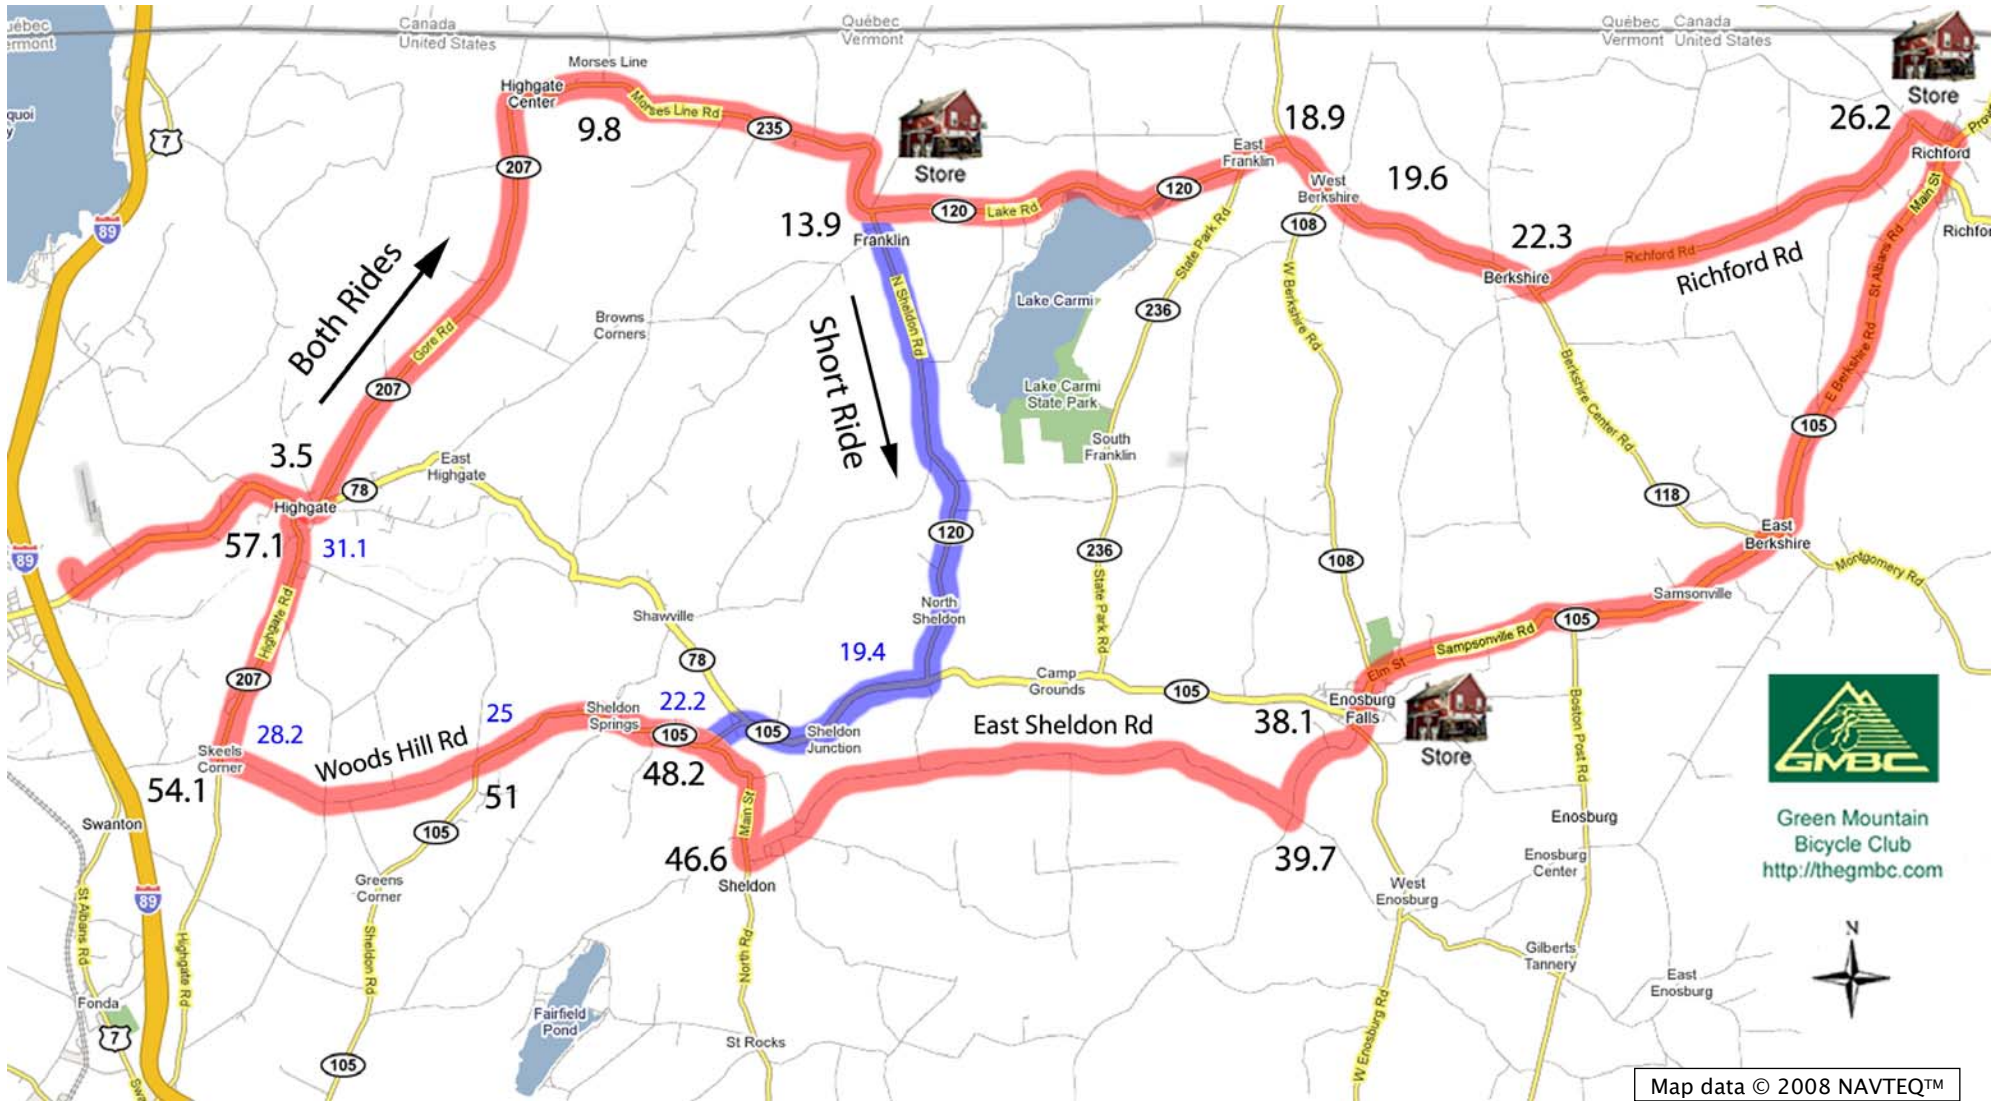 uébec
ermont
Canada
United States
Québec
Vermont
Québec
Vermont
Canada
United States
Store
Morses Line
Highgate
Center
Morses Line Rd
9.8
235
Store
18.9
26.2
Richford
quoi
y
7
207
East
Franklin
West
Berkshire
19.6
120
Lake Rd
120
13.9
Franklin
108
Main St
Richfor
89
State Park Rd
22.3
Berkshire
Richford Rd
Richford Rd
St Albans Rd
Both Rides
N Sheldon Rd
Lake Carmi
236
W Berkshire Rd
Browns
Corners
Gore Rd
207
Short Ride
Lake Carmi
State Park
Berkshire Center Rd
E Berkshire Rd
105
3.5
East
Highgate
78
South
Franklin
118
Highgate
57.1
31.1
120
236
108
East
Berkshire
Montgomery Rd
89
Highgate Rd
Shawville
North
Sheldon
State Park Rd
Samsonville
105
Sampsonville Rd
Elm St
78
19.4
207
28.2
25
Sheldon
Springs
22.2
105
105
Sheldon
Junction
Camp
Grounds
105
East Sheldon Rd
38.1
Enosburg
Falls
Store
Boston Post Rd
GMBC
Skeels
Corner
Woods Hill Rd
54.1
51
48.2
Main St
Swanton
105
46.6
Sheldon
39.7
Enosburg
Green Mountain
Bicycle Club
http://thegmbc.com
Greens
Corner
Enosburg
Center
West
Enosburg
89
St Albans Rd
Highgate Rd
Sheldon Rd
North Rd
N
Gilberts
Tannery
East
Enosburg
Fonda
7
Fairfield
Pond
St Rocks
W Enosburg Rd
105
Map data © 2008 NAVTEQ™